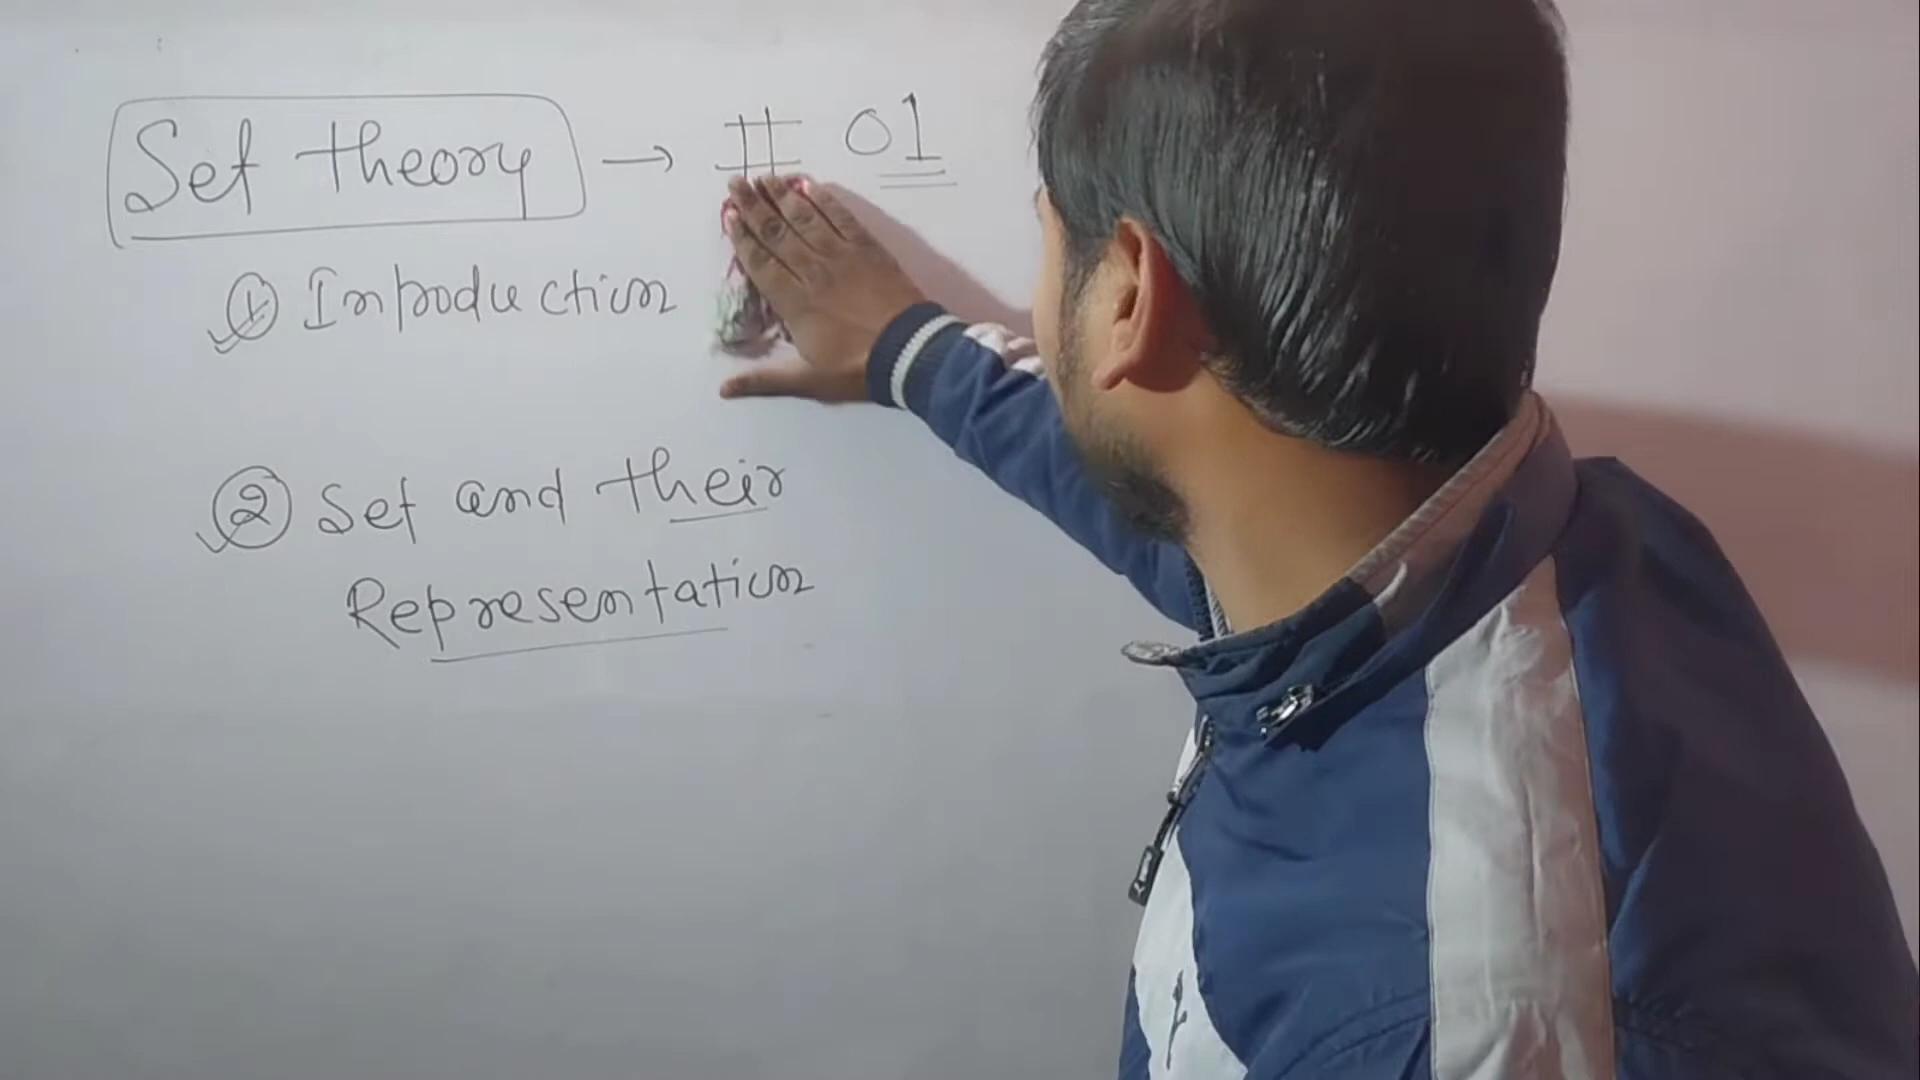 Set theory → # 01
① Introduction
② Set and their
Representation